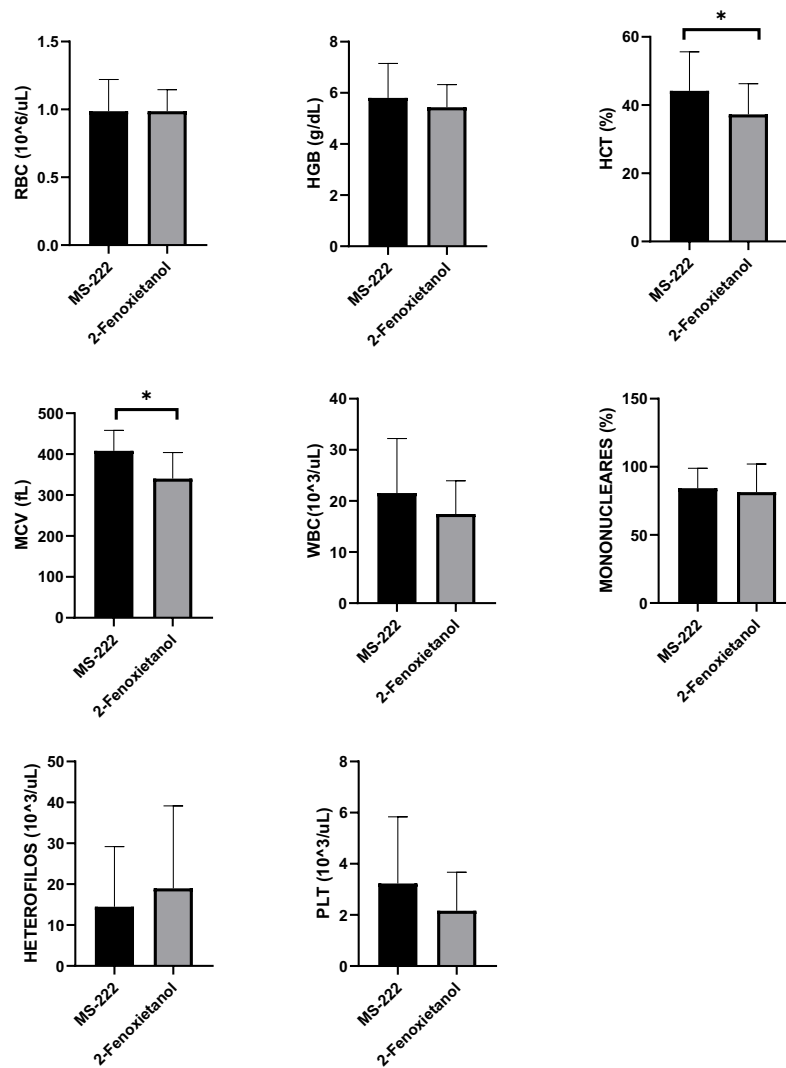 RBC (10^6/uL)
1.5
1.0
0.5
0.0
MS-222
2-Fenoxietanol
HGB (g/dL)
8
6
4
2
0
MS-222
2-Fenoxietanol
*
HCT (%)
60
40
20
0
MS-222
2-Fenoxietanol
*
MCV (fL)
500
400
300
200
100
0
MS-222
2-Fenoxietanol
WBC(10^3/uL)
40
30
20
10
0
MS-222
2-Fenoxietanol
MONONUCLEARES (%)
150
100
50
0
MS-222
2-Fenoxietanol
HETEROFILOS (10^3/uL)
50
40
30
20
10
0
MS-222
2-Fenoxietanol
PLT (10^3/uL)
8
6
4
2
0
MS-222
2-Fenoxietanol